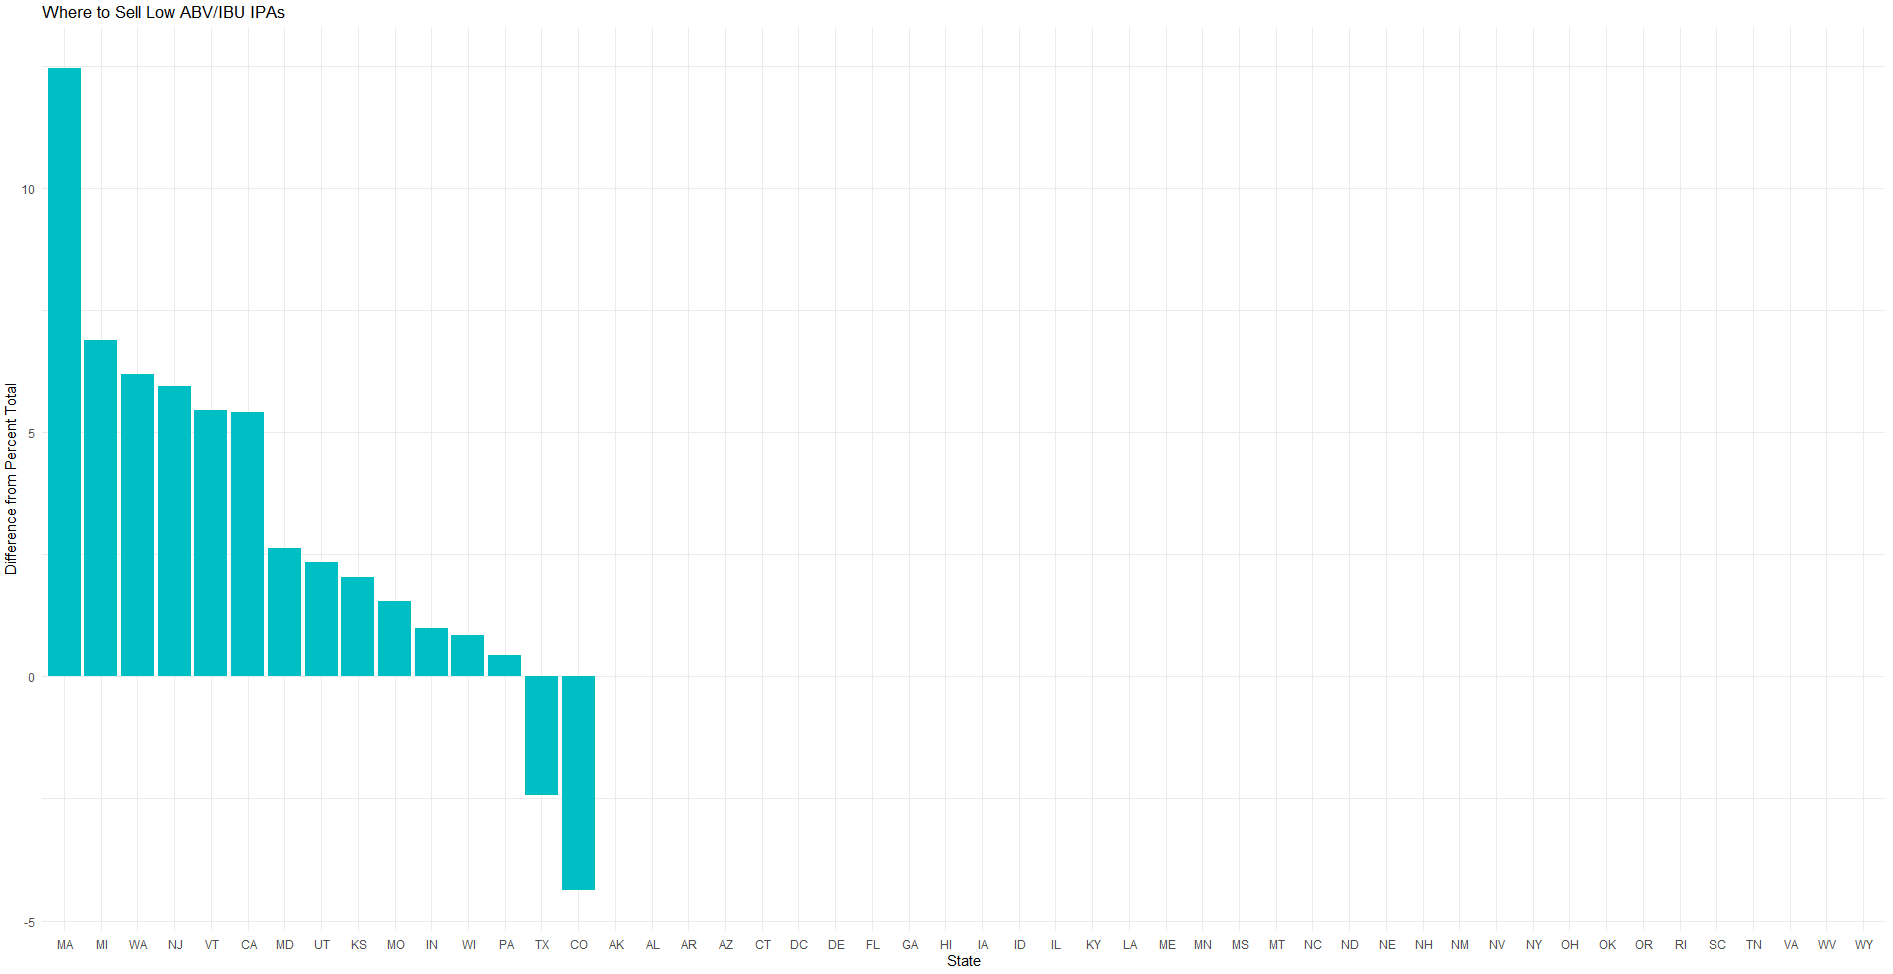 Where to Sell Low ABV/IBU IPAs
Difference from Percent Total
10
5
0
-5
MA MI WA NJ VT CA MD UT KS MO IN WI PA TX CO AK AL AR AZ CT DC DE FL GA HI IA ID IL KY LA ME MN MS MT NC ND NE NH NM NV NY OH OK OR RI SC TN VA WV WY
State